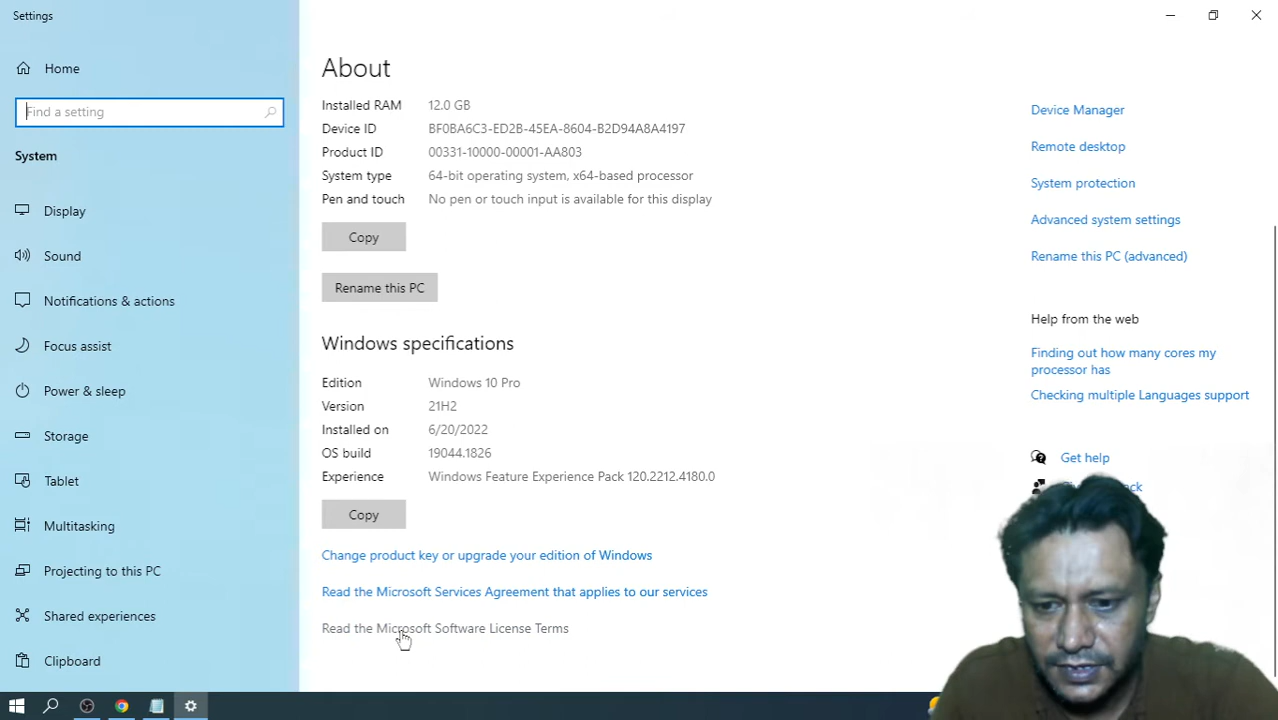 Settings
Home
Find a setting
System
Display
Sound
Notifications & actions
Focus assist
Power & sleep
Storage
Tablet
Multitasking
Projecting to this PC
Shared experiences
Clipboard
About
Installed RAM 12.0 GB
Device ID BF0BA6C3-ED2B-45EA-8604-B2D94A8A4197
Product ID 00331-10000-00001-AA803
System type 64-bit operating system, x64-based processor
Pen and touch No pen or touch input is available for this display
Copy
Rename this PC
Windows specifications
Edition Windows 10 Pro
Version 21H2
Installed on 6/20/2022
OS build 19044.1826
Experience Windows Feature Experience Pack 120.2212.4180.0
Copy
Change product key or upgrade your edition of Windows
Read the Microsoft Services Agreement that applies to our services
Read the Microsoft Software License Terms
Device Manager
Remote desktop
System protection
Advanced system settings
Rename this PC (advanced)
Help from the web
Finding out how many cores my
processor has
Checking multiple Languages support
Get help